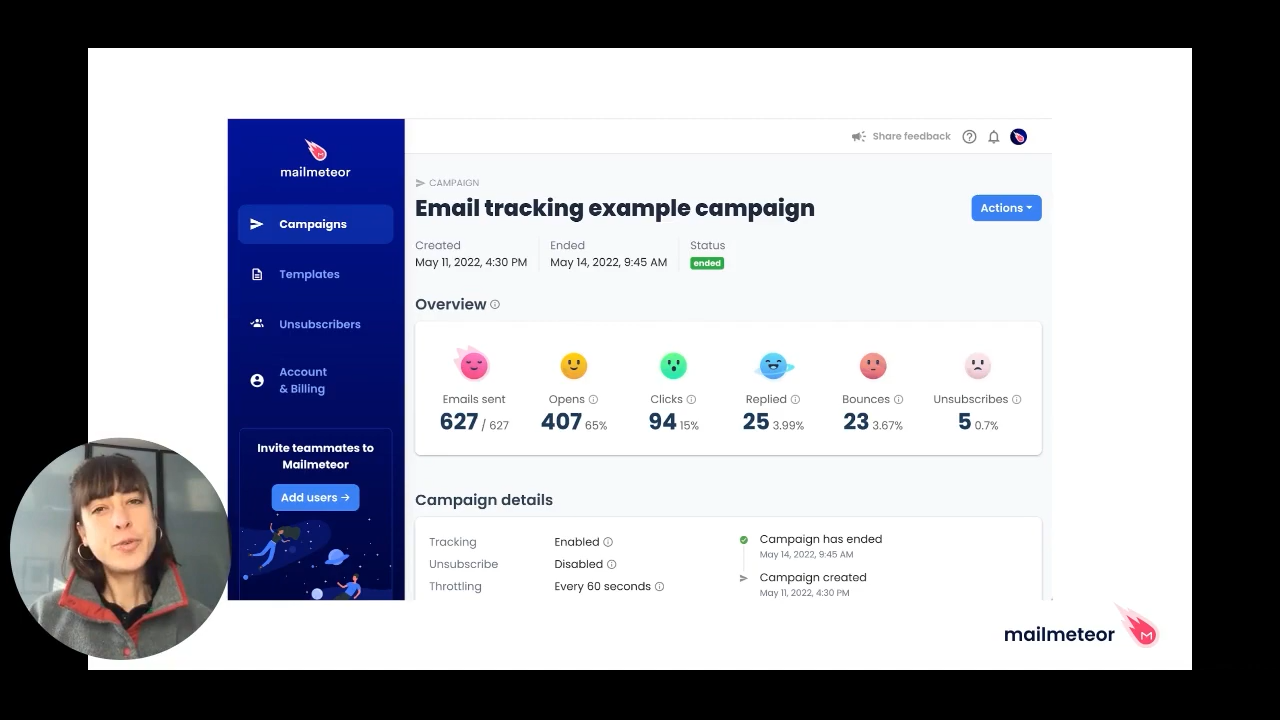 mailmeteor
Campaigns
Templates
Unsubscribers
Account
& Billing
Invite teammates to
Mailmeteor
Add users →
Share feedback
CAMPAIGN
Email tracking example campaign
Actions
Created
May 11, 2022, 4:30 PM
Ended
May 14, 2022, 9:45 AM
Status
ended
Overview
Emails sent
627 / 627
Opens
407 65%
Clicks
94 15%
Replied
25 3.99%
Bounces
23 3.67%
Unsubscribes
5 0.7%
Campaign details
Tracking Enabled
Unsubscribe Disabled
Throttling Every 60 seconds
Campaign has ended
May 14, 2022, 9:45 AM
Campaign created
May 11, 2022, 4:30 PM
mailmeteor